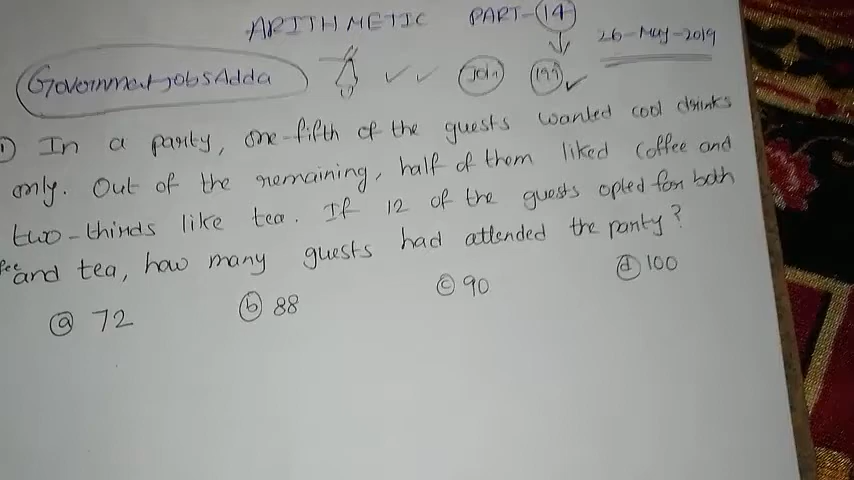 ARITHMETIC PART-14
26-May-2019
GovernmentJobsAdda Join
1) In a party, one-fifth of the guests wanted cool drinks
only. Out of the remaining, half of them liked coffee and
two-thirds like tea. If 12 of the guests opted for both
fee and tea, how many guests had attended the party?
a 72 b 88 c 90 d 100